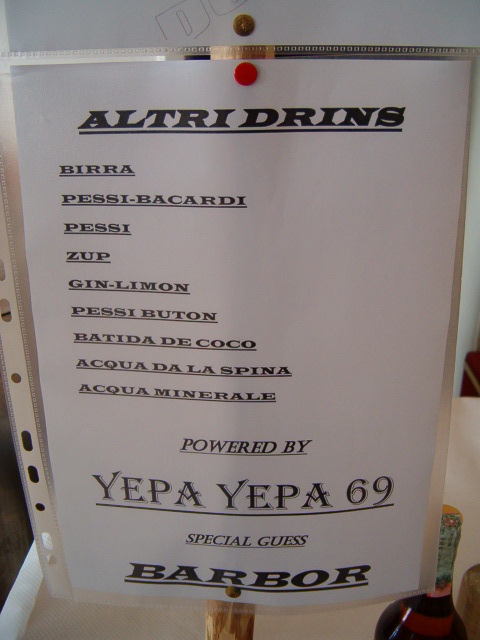 ALTRI DRINS
BIRRA
PESSI-BACARDI
PESSI
ZUP
GIN-LIMON
PESSI BUTON
BATIDA DE COCO
ACQUA DA LA SPINA
ACQUA MINERALE
POWERED BY
YEPA YEPA 69
SPECIAL GUESS
BARBOR